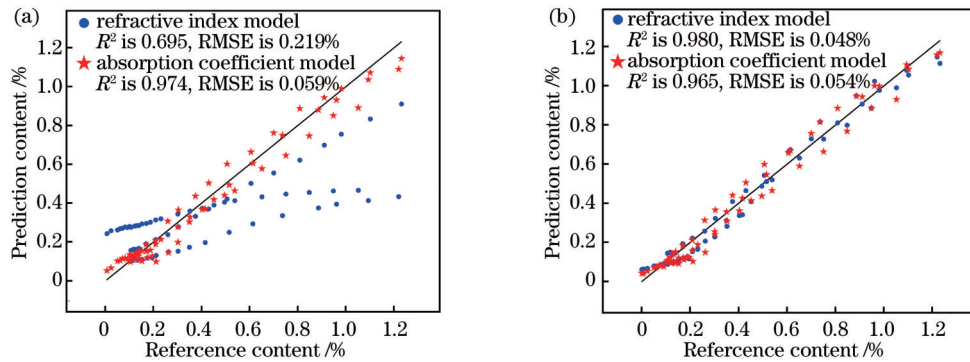 (a)
refractive index model
R² is 0.695, RMSE is 0.219%
absorption coefficient model
R² is 0.974, RMSE is 0.059%
Prediction content /%
1.2
1.0
0.8
0.6
0.4
0.2
0
0 0.2 0.4 0.6 0.8 1.0 1.2
Refercence content /%
(b)
refractive index model
R² is 0.980, RMSE is 0.048%
absorption coefficient model
R² is 0.965, RMSE is 0.054%
Prediction content /%
1.2
1.0
0.8
0.6
0.4
0.2
0
0 0.2 0.4 0.6 0.8 1.0 1.2
Refercence content /%